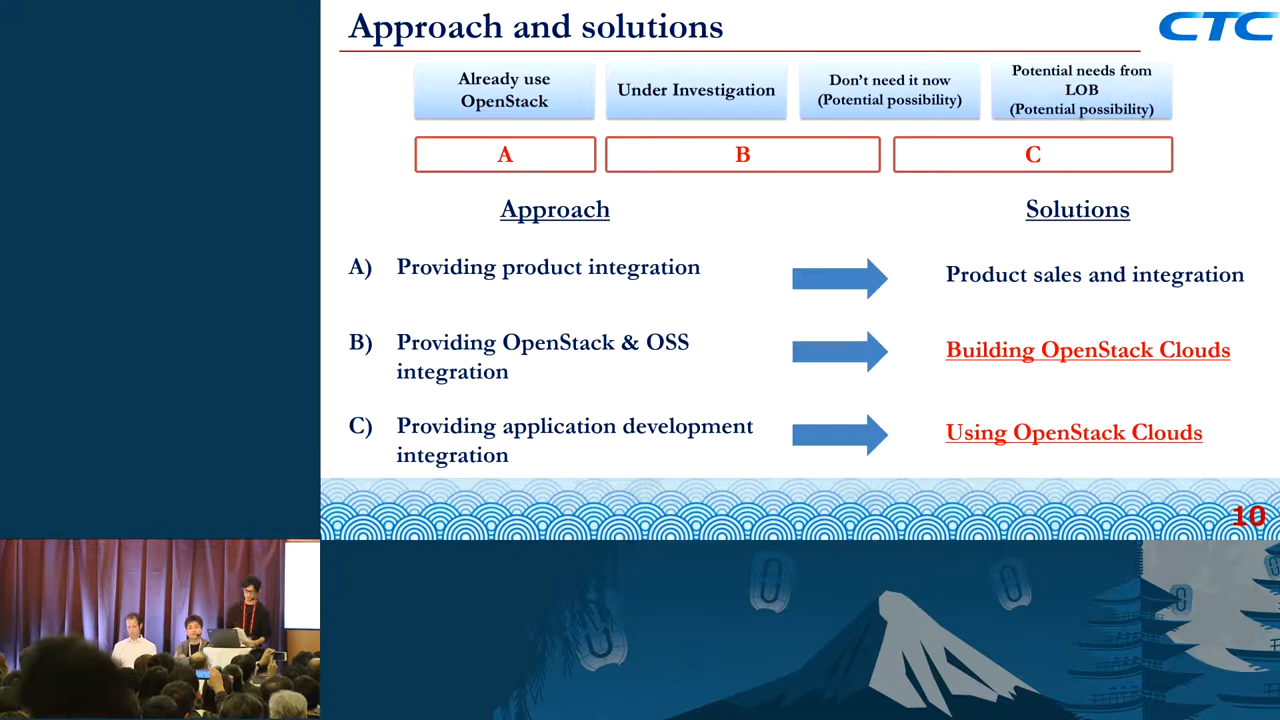 Approach and solutions
CTC
Already use
OpenStack
Under Investigation
Don't need it now
(Potential possibility)
Potential needs from
LOB
(Potential possibility)
A
B
C
Approach
Solutions
A) Providing product integration
Product sales and integration
B) Providing OpenStack & OSS
integration
Building OpenStack Clouds
C) Providing application development
integration
Using OpenStack Clouds
10